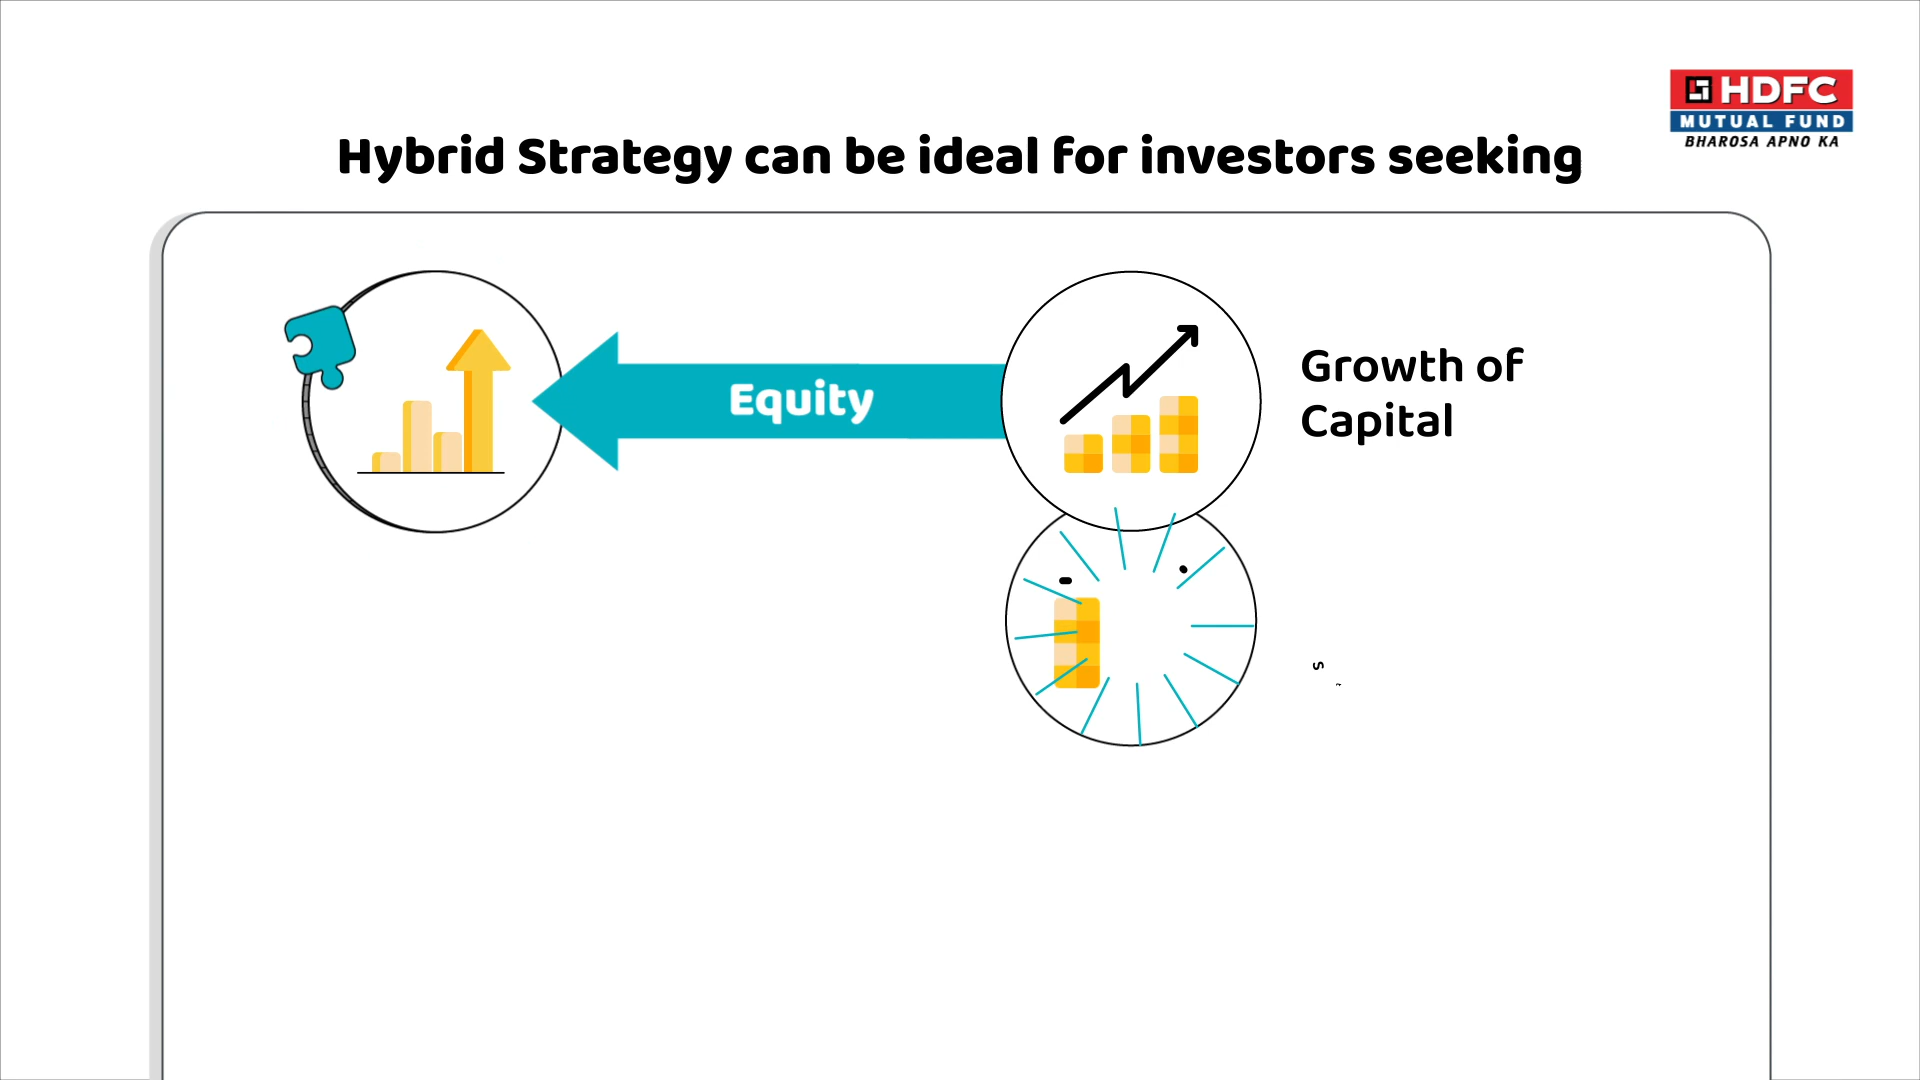 HDFC
MUTUAL FUND
BHAROSA APNO KA
Hybrid Strategy can be ideal for investors seeking
Equity
Growth of
Capital